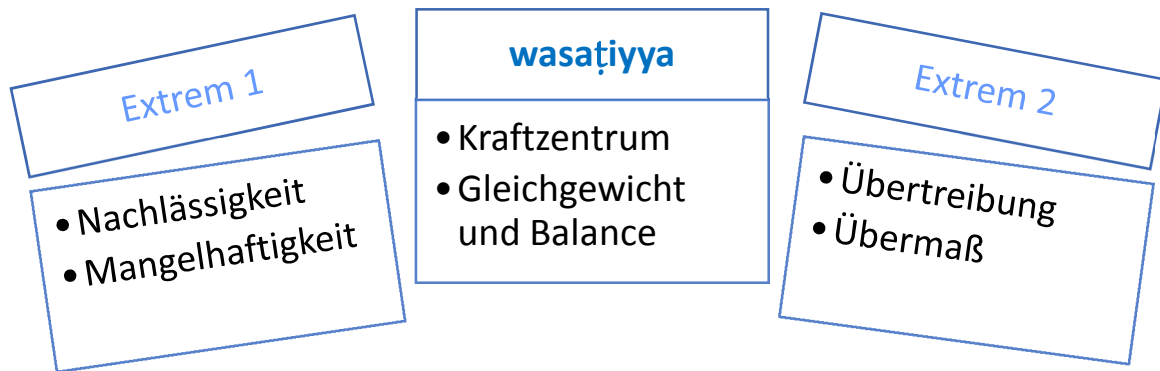 Extrem 1
• Nachlässigkeit
• Mangelhaftigkeit
wasaṭiyya
• Kraftzentrum
• Gleichgewicht
und Balance
Extrem 2
• Übertreibung
• Übermaß